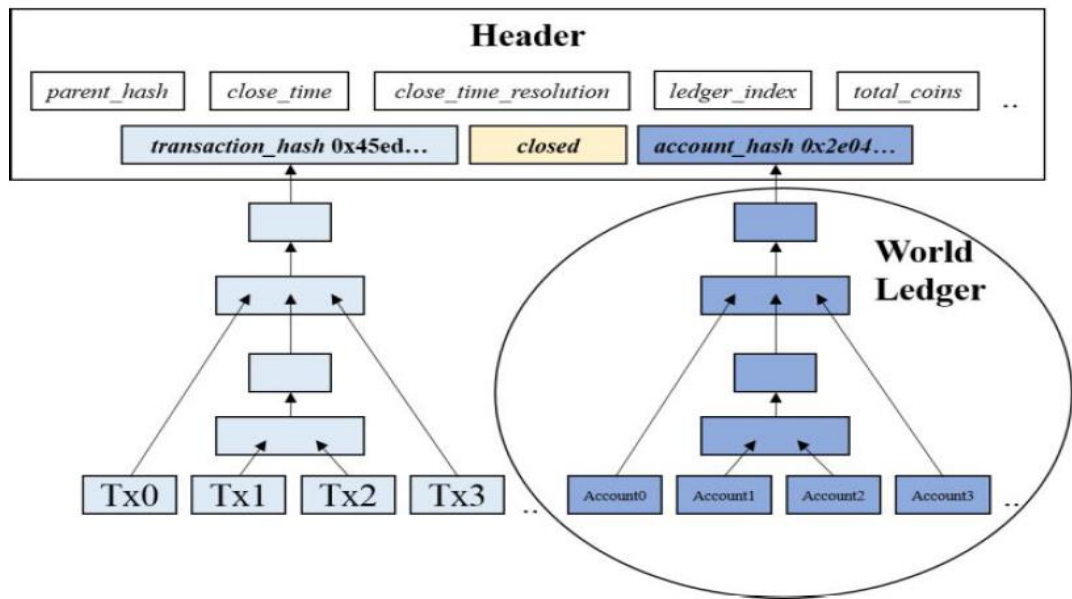 Header
parent_hash close_time close_time_resolution ledger_index total_coins ..
transaction_hash 0x45ed... closed account_hash 0x2e04...
World
Ledger
Tx0 Tx1 Tx2 Tx3 .. Account0 Account1 Account2 Account3 ..